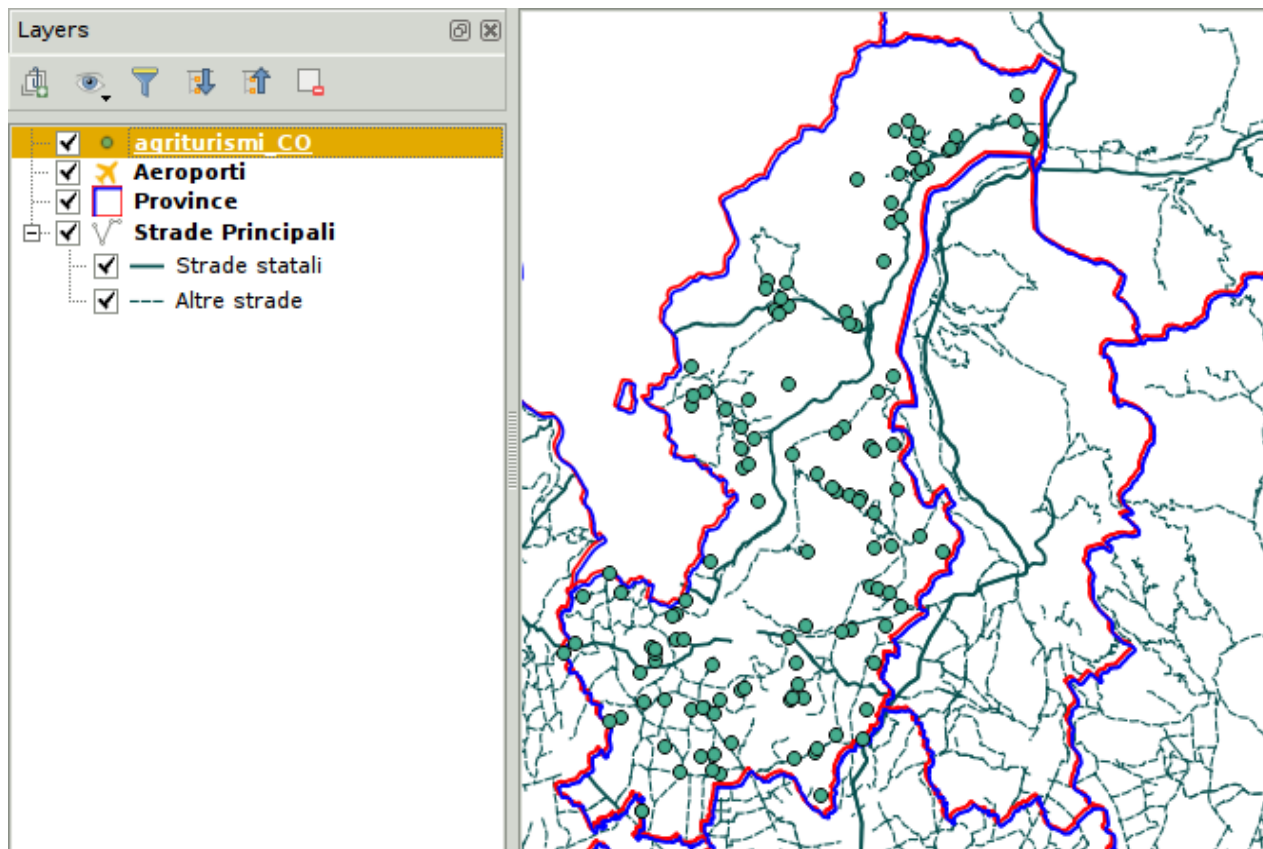 Layers
agriturismi_CO
Aeroporti
Province
Strade Principali
Strade statali
Altre strade